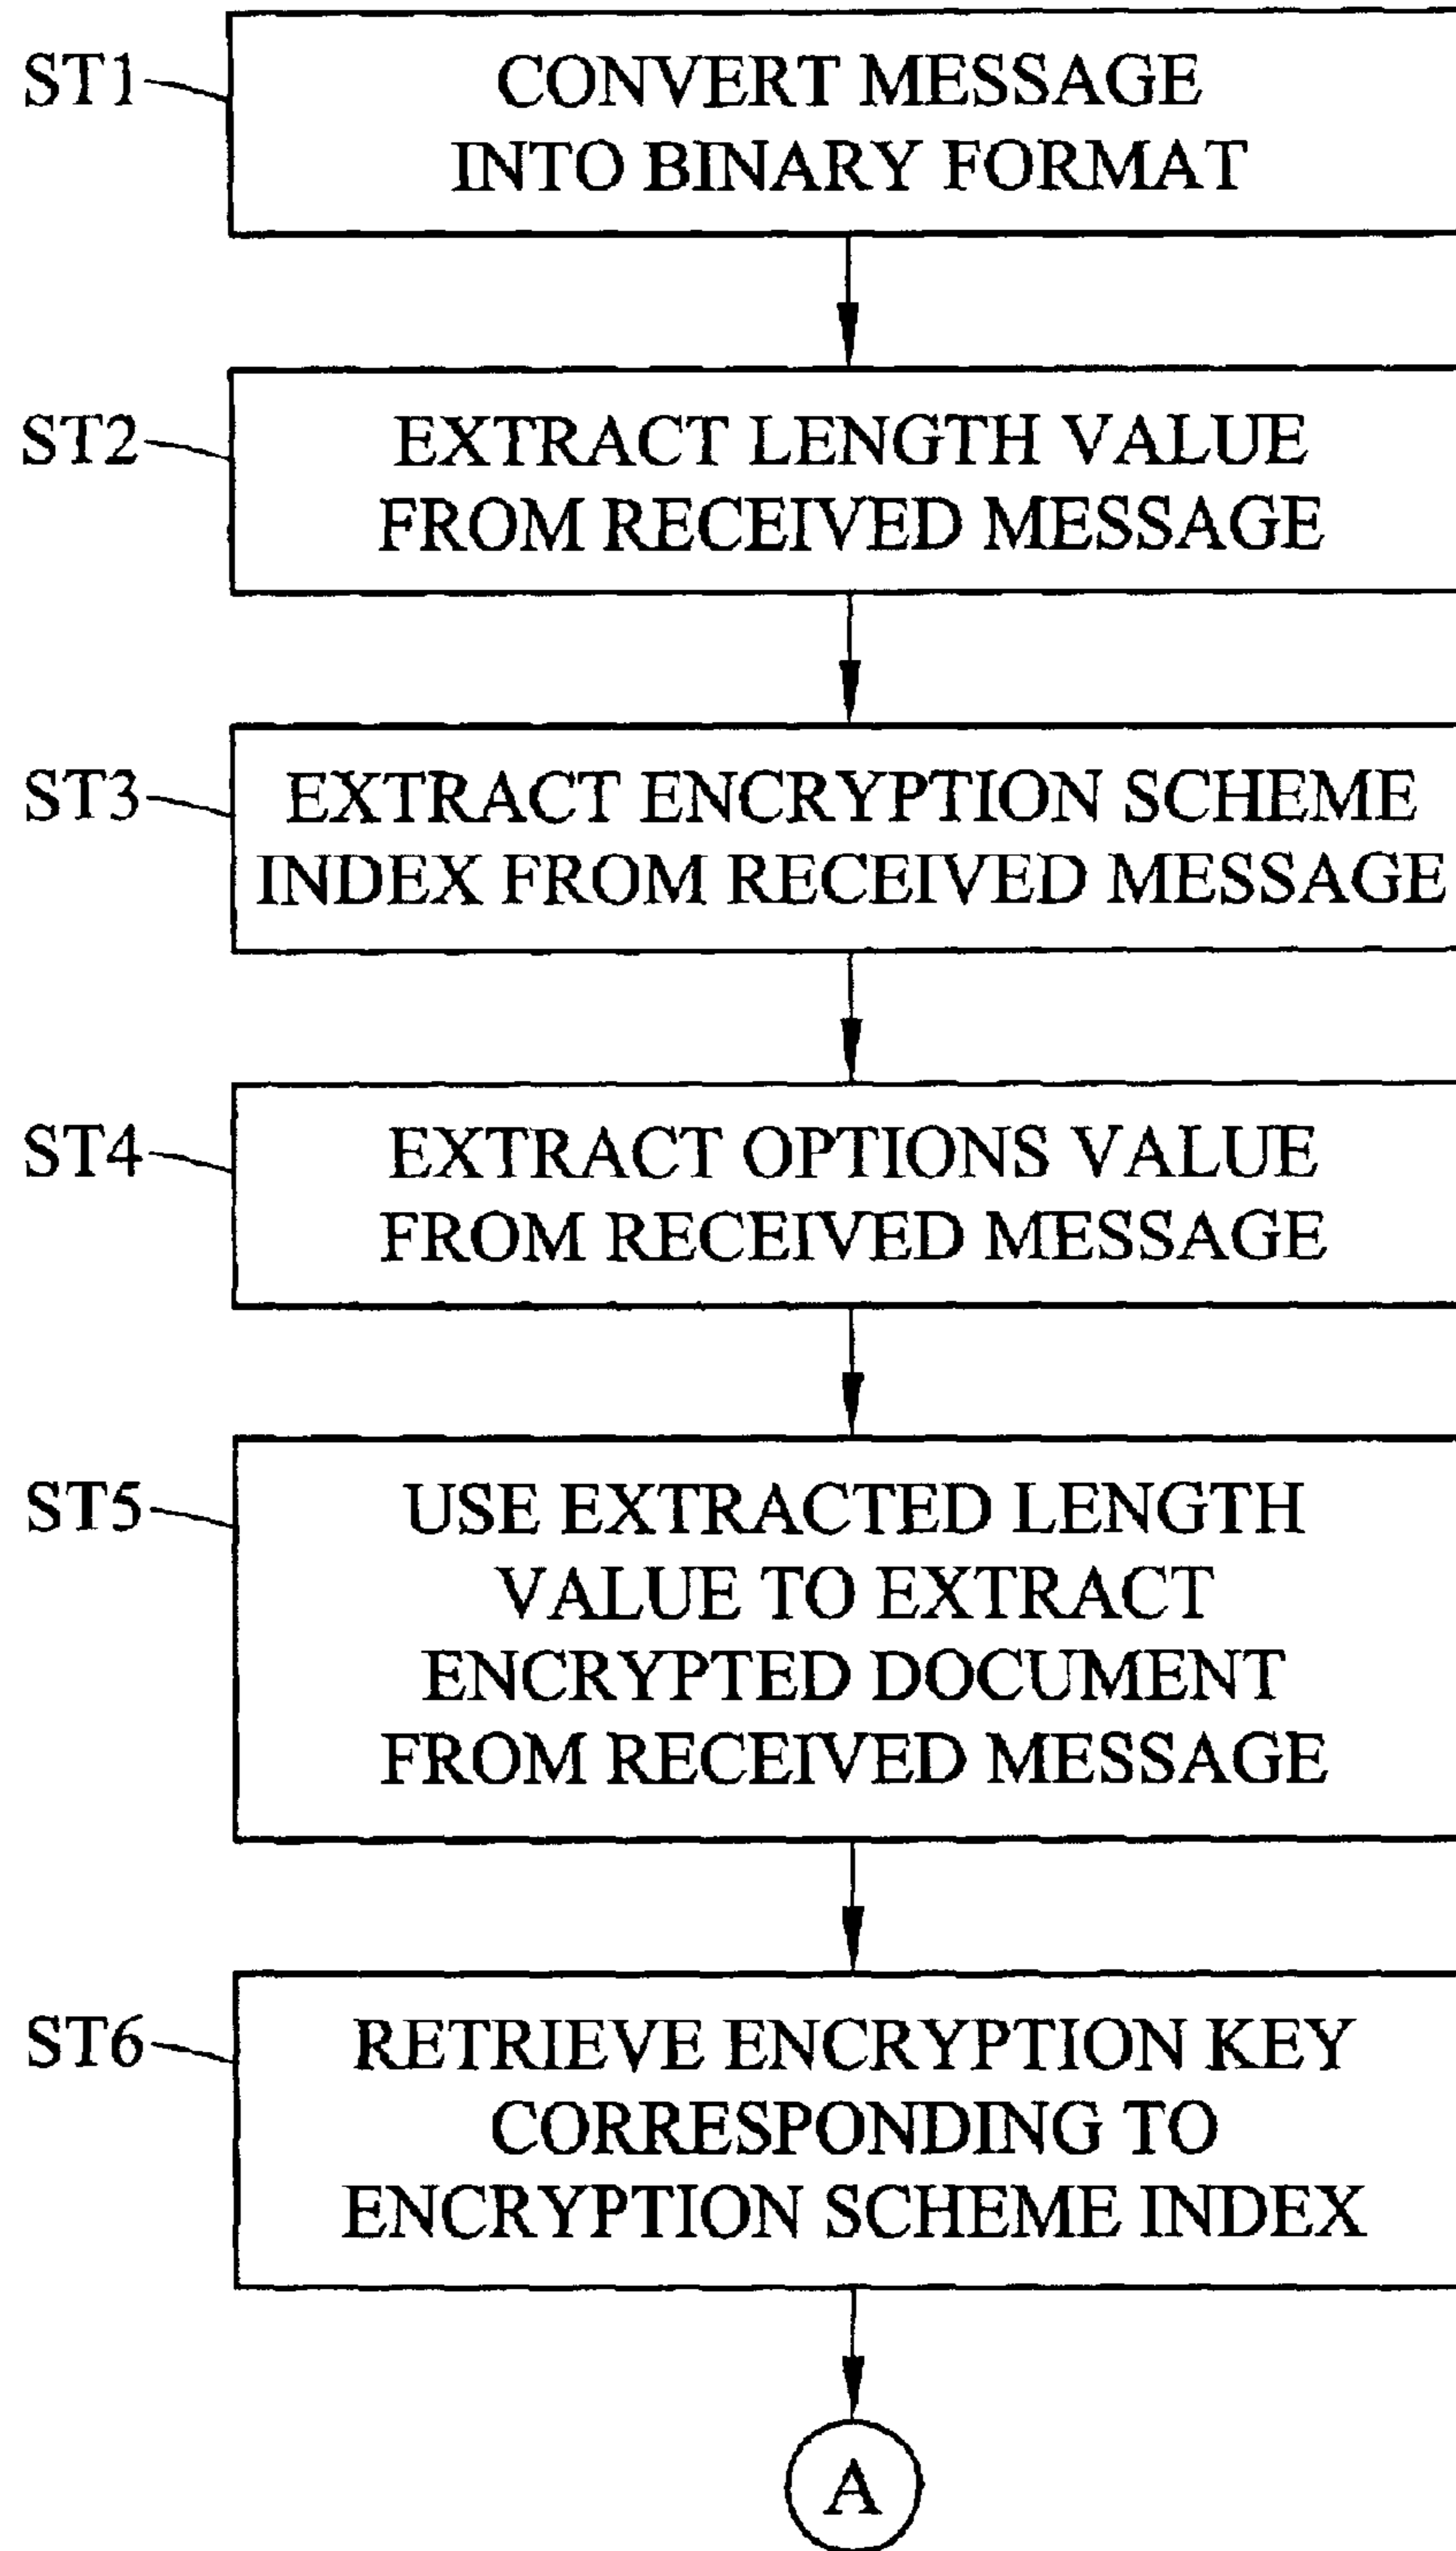 ST1
CONVERT MESSAGE
INTO BINARY FORMAT
ST2
EXTRACT LENGTH VALUE
FROM RECEIVED MESSAGE
ST3
EXTRACT ENCRYPTION SCHEME
INDEX FROM RECEIVED MESSAGE
ST4
EXTRACT OPTIONS VALUE
FROM RECEIVED MESSAGE
ST5
USE EXTRACTED LENGTH
VALUE TO EXTRACT
ENCRYPTED DOCUMENT
FROM RECEIVED MESSAGE
ST6
RETRIEVE ENCRYPTION KEY
CORRESPONDING TO
ENCRYPTION SCHEME INDEX
A